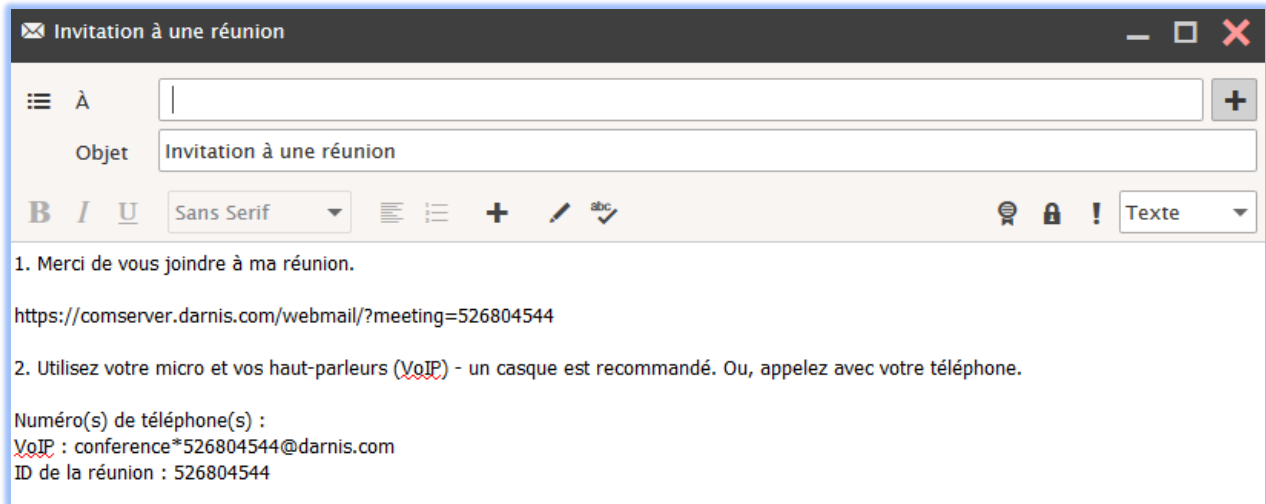 Invitation à une réunion
À
Objet Invitation à une réunion
B I U Sans Serif abc Texte
1. Merci de vous joindre à ma réunion.
https://comserver.darnis.com/webmail/?meeting=526804544
2. Utilisez votre micro et vos haut-parleurs (VoIP) - un casque est recommandé. Ou, appelez avec votre téléphone.
Numéro(s) de téléphone(s) :
VoIP : conference*526804544@darnis.com
ID de la réunion : 526804544